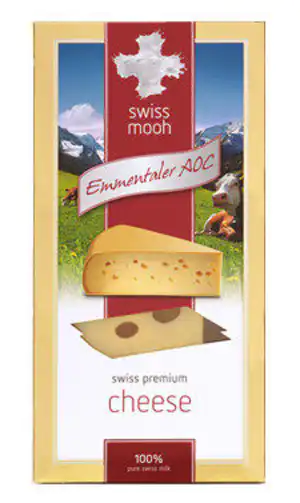 swiss
mooh
Emmentaler AOC
swiss premium
cheese
100%
pure swiss milk